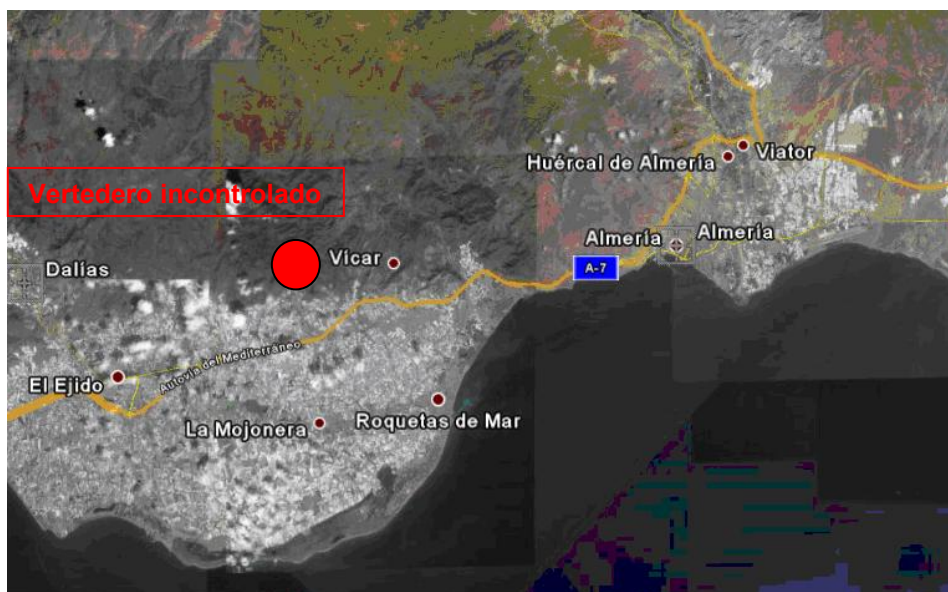 Viator
Huércal de Almería
Vertedero incontrolado
Almería
Almería
Vícar
A-7
Dalías
Autovía del Mediterráneo
El Ejido
Roquetas de Mar
La Mojonera